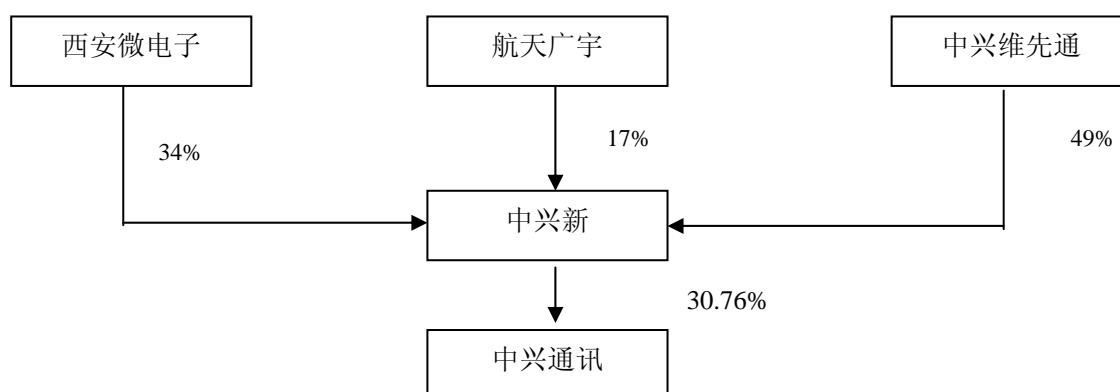 西安微电子
航天广宇
中兴维先通
34%
17%
49%
中兴新
30.76%
中兴通讯